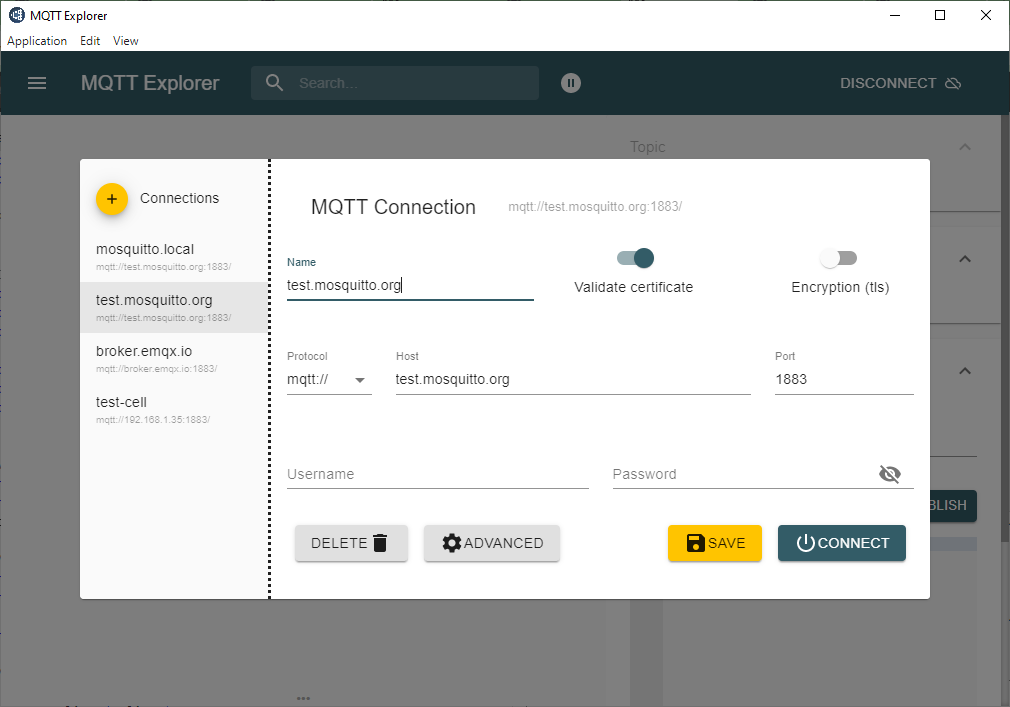 MQTT Explorer
Application Edit View
MQTT Explorer
Search...
DISCONNECT
Topic
Connections
mosquitto.local
mqtt://test.mosquitto.org:1883/
test.mosquitto.org
mqtt://test.mosquitto.org:1883/
broker.emqx.io
mqtt://broker.emqx.io:1883/
test-cell
mqtt://192.168.1.35:1883/
MQTT Connection mqtt://test.mosquitto.org:1883/
Name
test.mosquitto.org
Validate certificate
Encryption (tls)
Protocol
mqtt://
Host
test.mosquitto.org
Port
1883
Username
Password
DELETE
ADVANCED
SAVE
CONNECT
BLISH